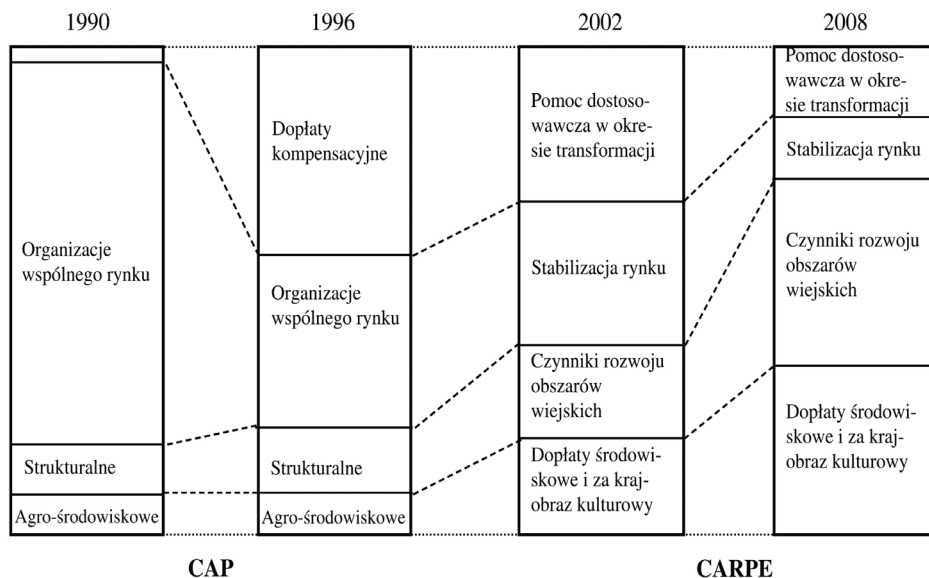 1990
1996
2002
2008
Organizacje
wspólnego rynku
Strukturalne
Agro-środowiskowe
Dopłaty
kompensacyjne
Organizacje
wspólnego rynku
Strukturalne
Agro-środowiskowe
Pomoc dostoso-
wawcza w okre-
sie transformacji
Stabilizacja rynku
Czynniki rozwoju
obszarów
wiejskich
Dopłaty środowi-
skowe i za kraj-
obraz kulturowy
Pomoc dostoso-
wawcza w okre-
sie transformacji
Stabilizacja rynku
Czynniki rozwoju
obszarów
wiejskich
Dopłaty środowi-
skowe i za kraj-
obraz kulturowy
CAP
CARPE